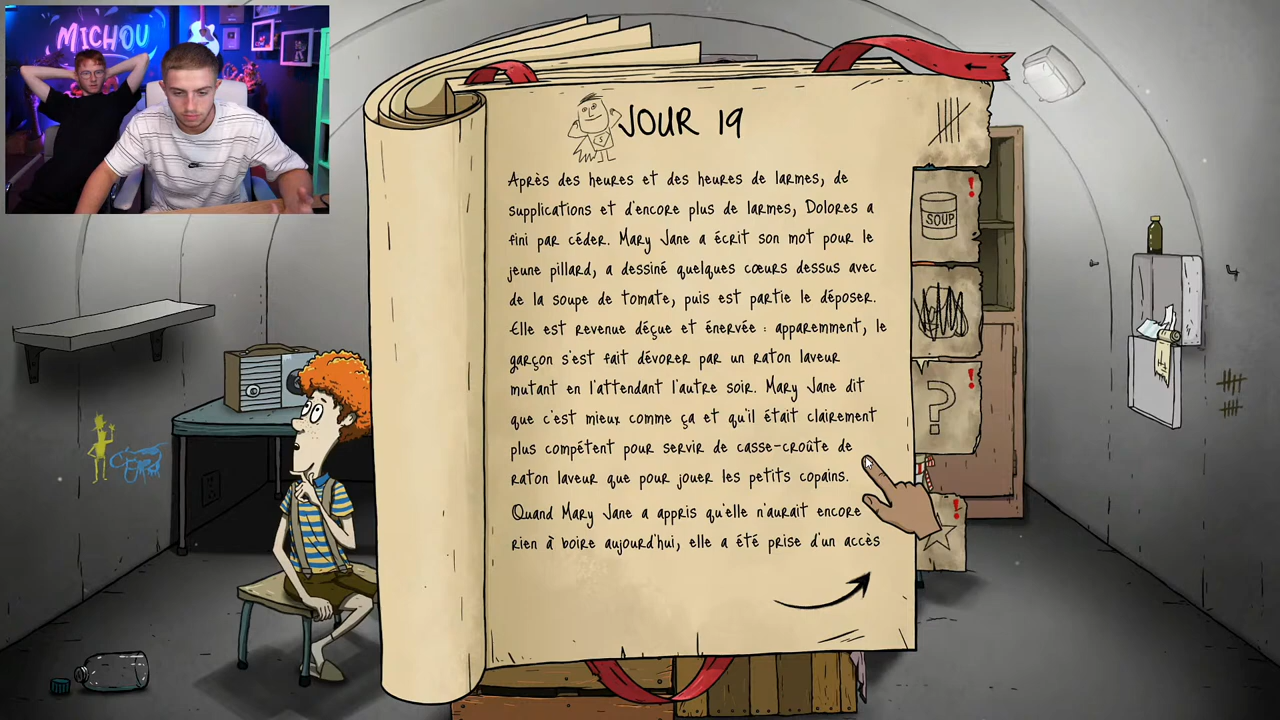 MICHOU
JOUR 19
Après des heures et des heures de larmes, de
supplications et d'encore plus de larmes, Dolores a
fini par céder. Mary Jane a écrit son mot pour le
jeune pillard, a dessiné quelques cœurs dessus avec
de la soupe de tomate, puis est partie le déposer.
Elle est revenue déçue et énervée : apparemment, le
garçon s'est fait dévorer par un raton laveur
mutant en l'attendant l'autre soir. Mary Jane dit
que c'est mieux comme ça et qu'il était clairement
plus compétent pour servir de casse-croûte de
raton laveur que pour jouer les petits copains.
Quand Mary Jane a appris qu'elle n'aurait encore
rien à boire aujourd'hui, elle a été prise d'un accès
!
SOUP
!
?
!